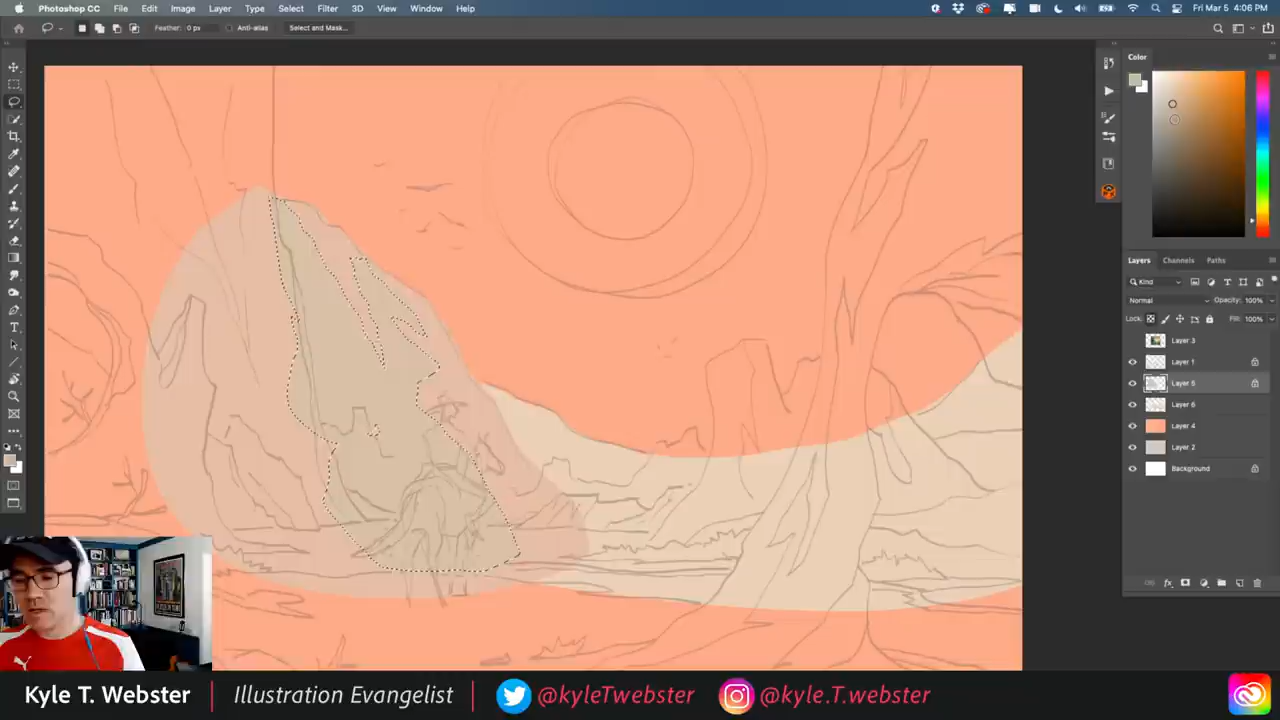 Photoshop CC File Edit Image Layer Type Select Filter 3D View Window Help Fri Mar 5 4:06 PM
Feather: 0 px Anti-alias Select and Mask...
Color
Layers Channels Paths
Kind
Normal Opacity: 100%
Lock: Fill: 100%
Layer 3
Layer 1
Layer 5
Layer 6
Layer 4
Layer 2
Background
Kyle T. Webster | Illustration Evangelist | @kyleTwebster @kyle.T.webster